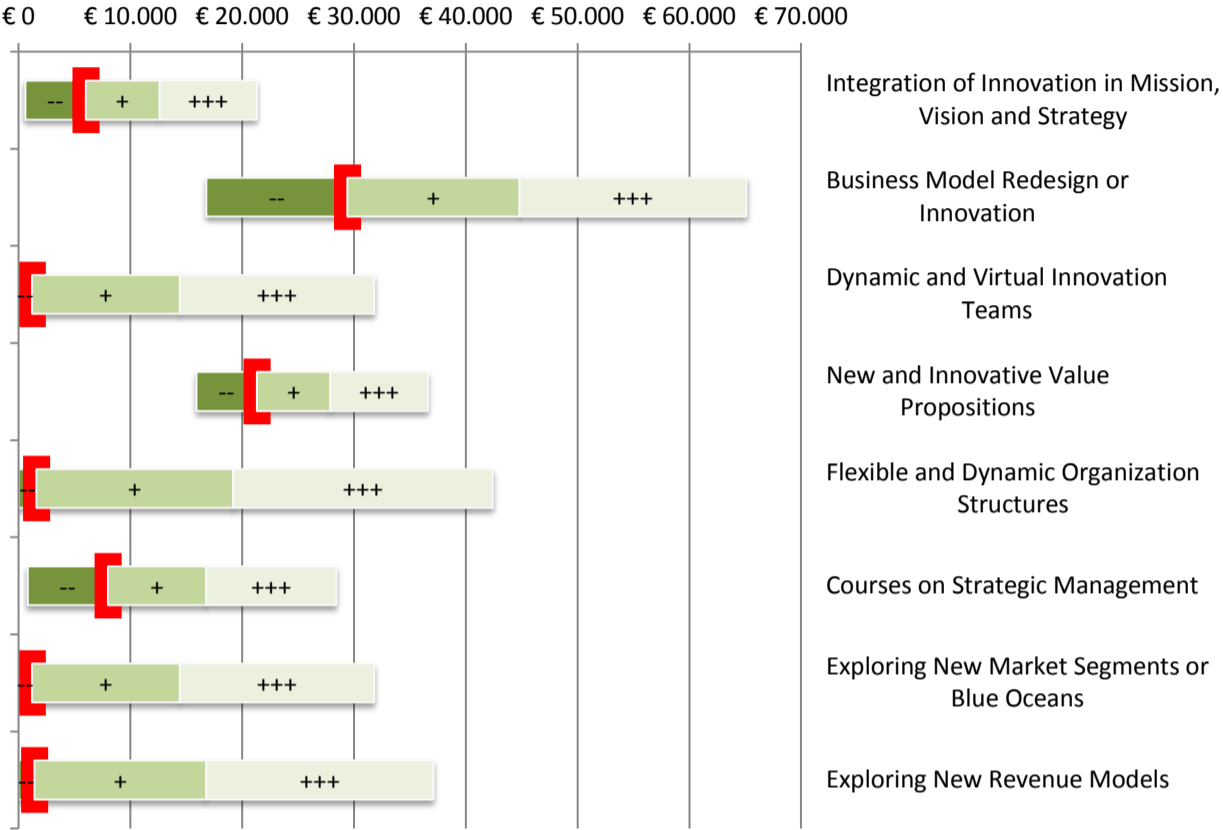 € 0 € 10.000 € 20.000 € 30.000 € 40.000 € 50.000 € 60.000 € 70.000
-- + +++ Integration of Innovation in Mission,
Vision and Strategy
-- + +++ Business Model Redesign or
Innovation
-- + +++ Dynamic and Virtual Innovation
Teams
-- + +++ New and Innovative Value
Propositions
-- + +++ Flexible and Dynamic Organization
Structures
-- + +++ Courses on Strategic Management
-- + +++ Exploring New Market Segments or
Blue Oceans
-- + +++ Exploring New Revenue Models